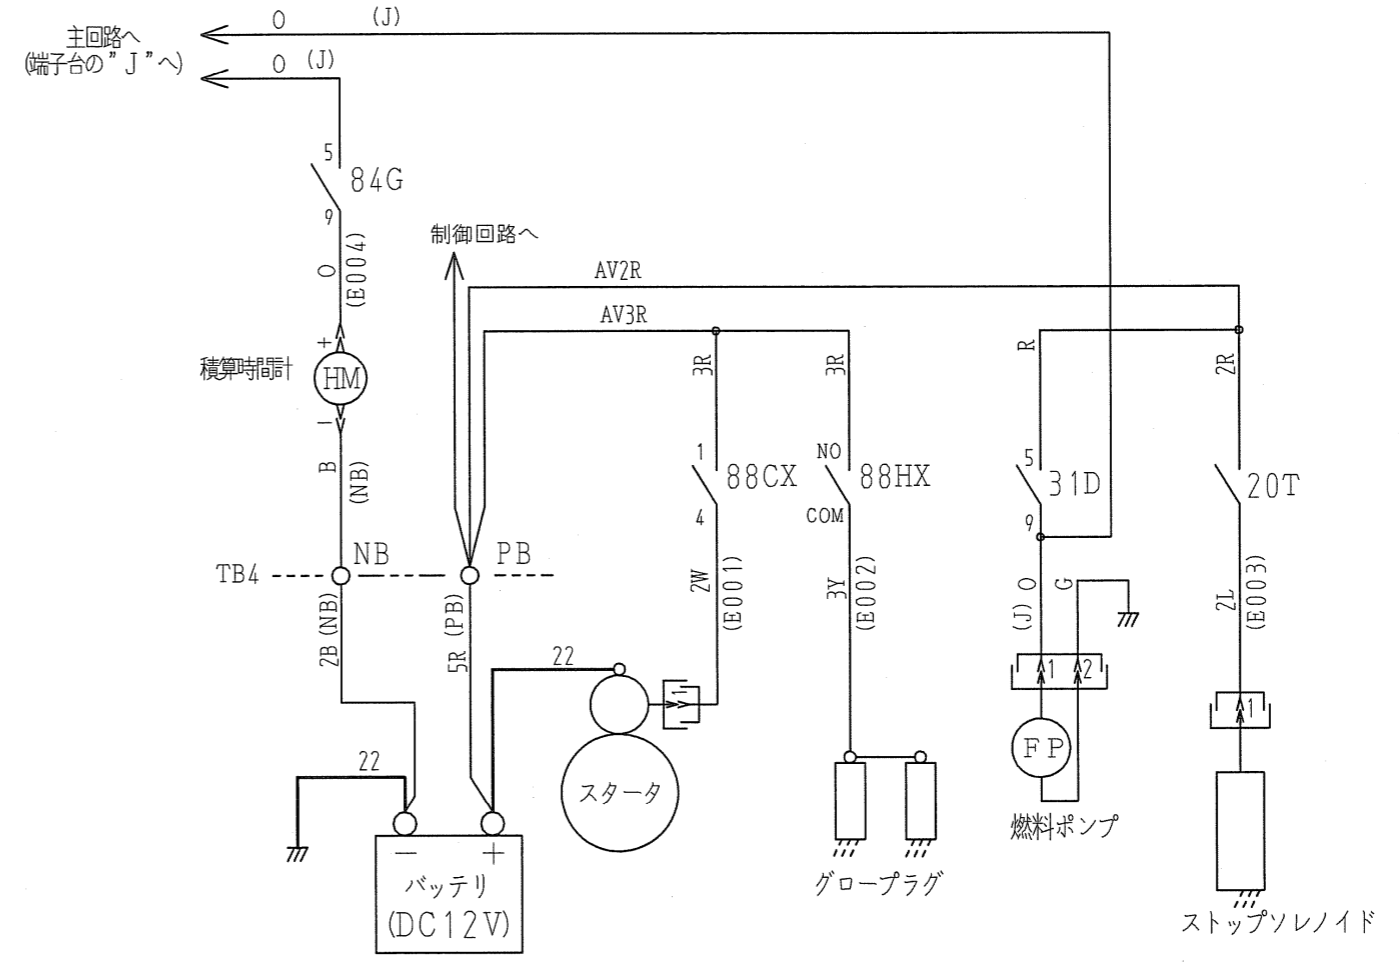 O (J)
主回路へ
(端子台の”J”へ)
O (J)
5
84G
9
O
(E004)
制御回路へ
AV2R
AV3R
+
積算時間計
HM
−
B
(NB)
3R
3R
R
2R
1
88CX
4
NO
88HX
COM
5
31D
9
20T
TB4
NB
PB
2B (NB)
5R (PB)
2W
(E001)
3Y
(E002)
(J) O
G
2L
(E003)
22
1
1 2
1
22
スタータ
FP
燃料ポンプ
− +
バッテリ
(DC12V)
グロープラグ
ストップソレノイド